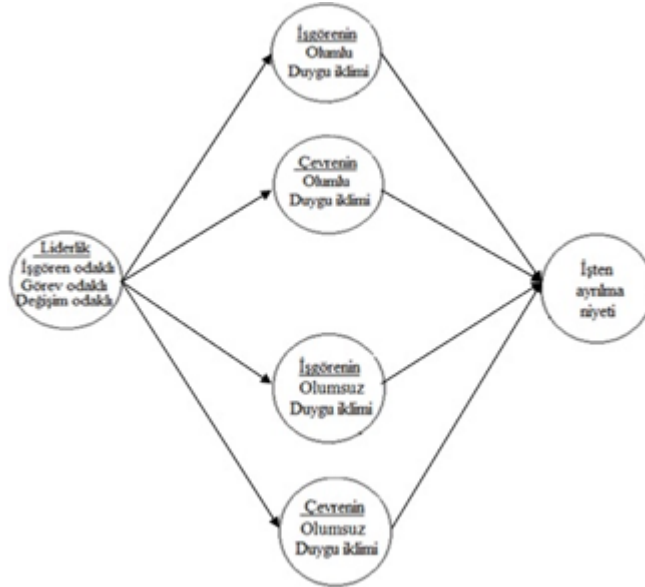 İşgörenin
Olumlu
Duygu iklimi
Çevrenin
Olumlu
Duygu iklimi
Liderlik
İşgören odaklı
Görev odaklı
Değişim odaklı
İşten
ayrılma
niyeti
İşgörenin
Olumsuz
Duygu iklimi
Çevrenin
Olumsuz
Duygu iklimi